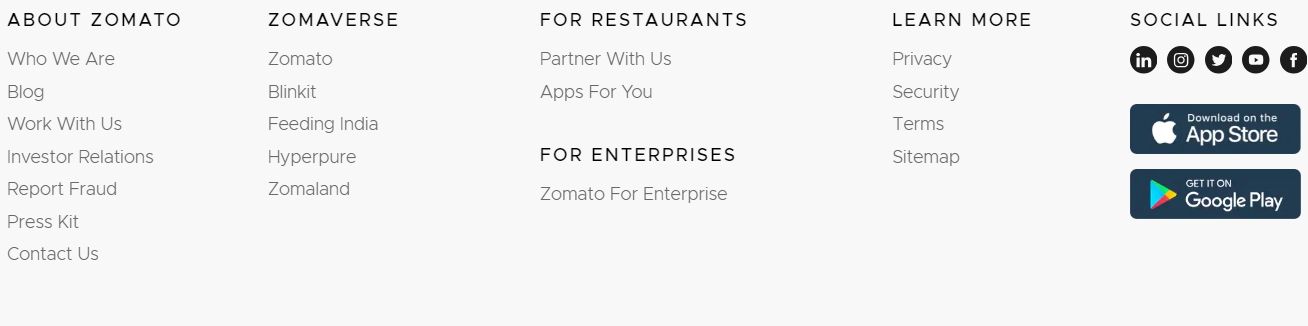 ABOUT ZOMATO
Who We Are
Blog
Work With Us
Investor Relations
Report Fraud
Press Kit
Contact Us
ZOMAVERSE
Zomato
Blinkit
Feeding India
Hyperpure
Zomaland
FOR RESTAURANTS
Partner With Us
Apps For You
FOR ENTERPRISES
Zomato For Enterprise
LEARN MORE
Privacy
Security
Terms
Sitemap
SOCIAL LINKS
in
f
Download on the
App Store
GET IT ON
Google Play